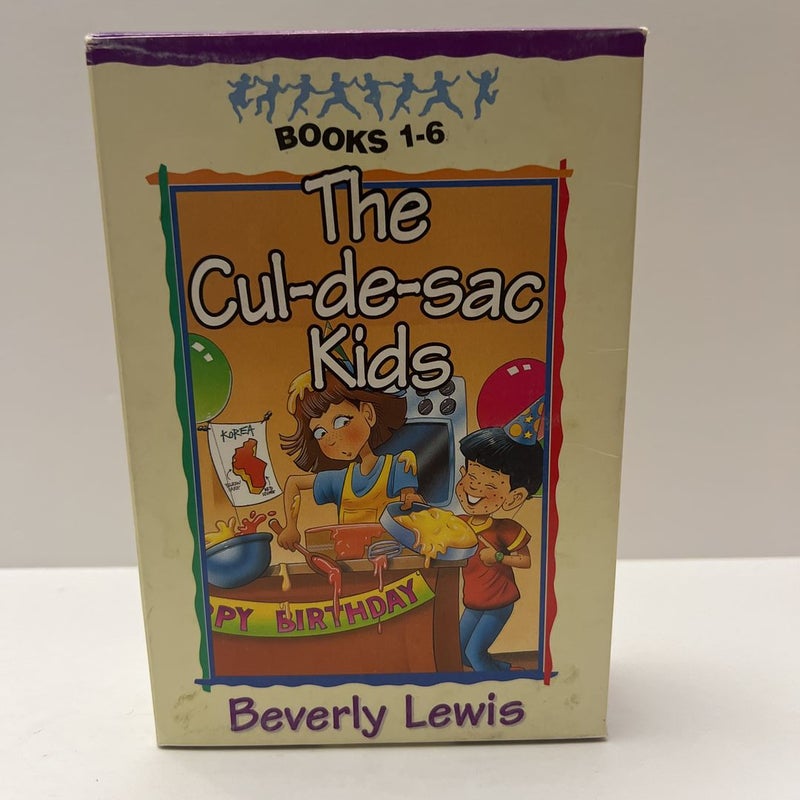 BOOKS 1-6
The
Cul-de-sac
Kids
KOREA
PY BIRTHDAY
Beverly Lewis